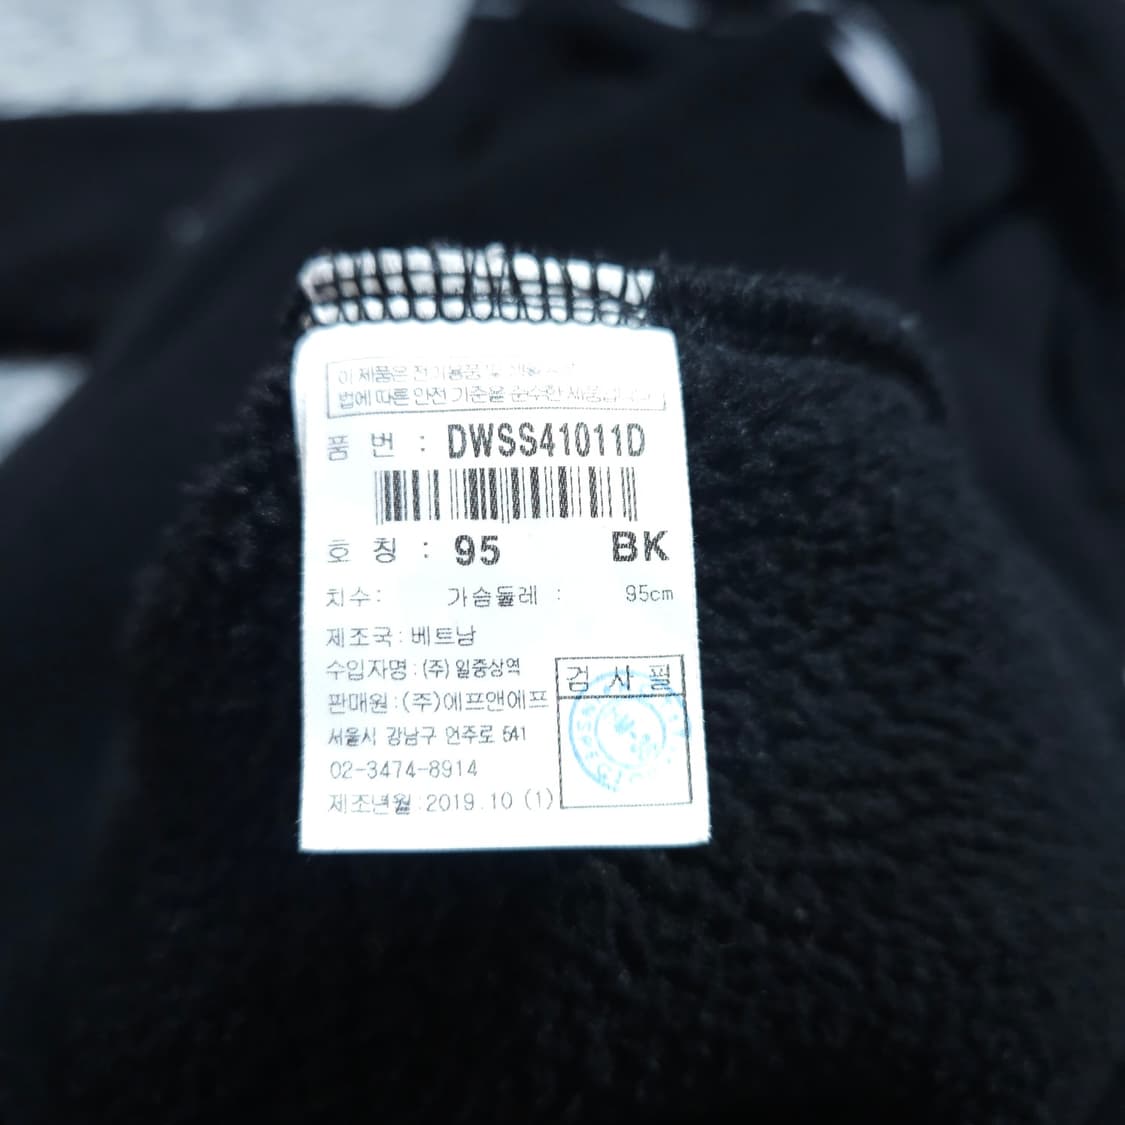 이 제품은 전기용품 및
법에 따른 안전 기준을 준수한 제품입니다
품 번 : DWSS41011D
호 칭 : 95 BK
치수: 가슴둘레 : 95cm
제조국 : 베트남
수입자명 : (주) 일중상역
판매원 : (주)에프앤에프
서울시 강남구 언주로 541
02-3474-8914
제조년월 : 2019.10 (1)
검 사 필